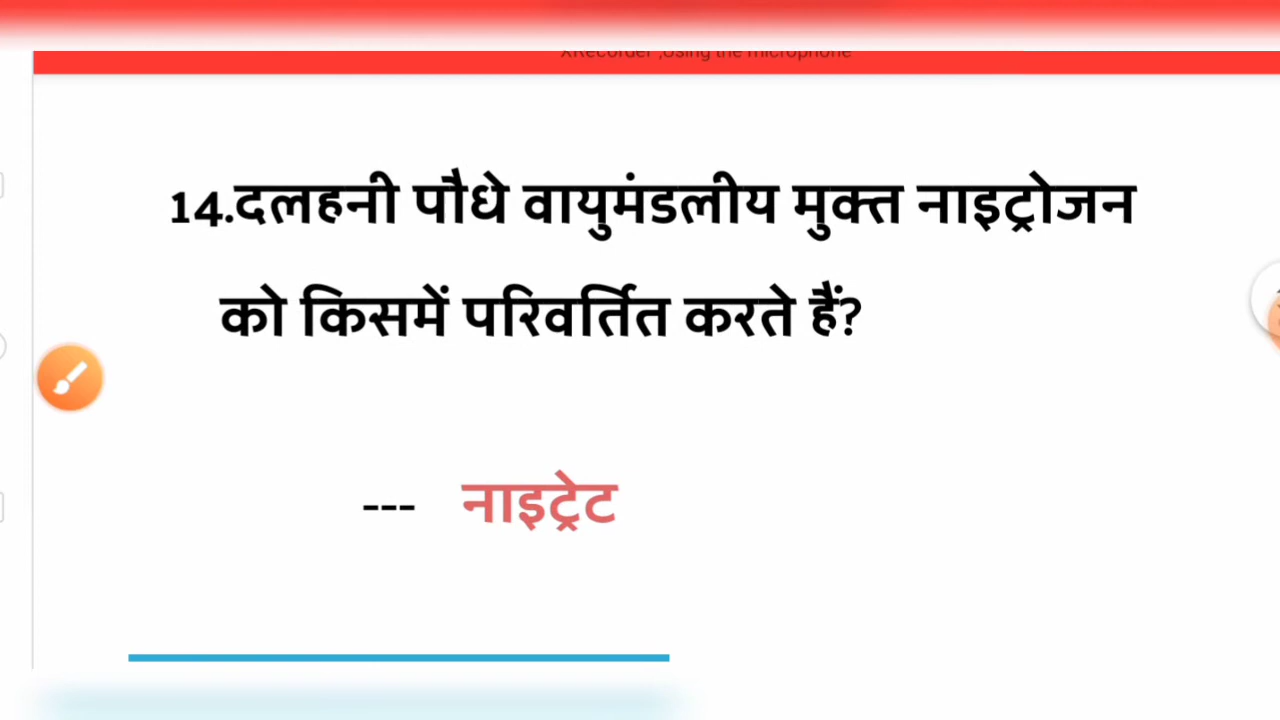 XRecorder ,Using the microphone
14.दलहनी पौधे वायुमंडलीय मुक्त नाइट्रोजन
को किसमें परिवर्तित करते हैं?
--- नाइट्रेट